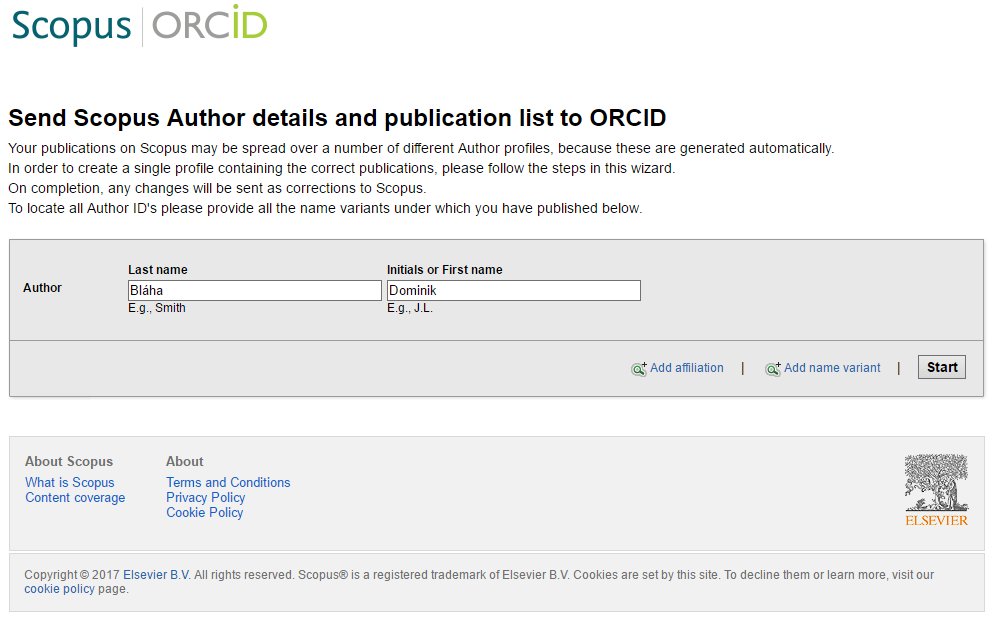 Scopus | ORCID
Send Scopus Author details and publication list to ORCID
Your publications on Scopus may be spread over a number of different Author profiles, because these are generated automatically.
In order to create a single profile containing the correct publications, please follow the steps in this wizard.
On completion, any changes will be sent as corrections to Scopus.
To locate all Author ID's please provide all the name variants under which you have published below.
Last name Initials or First name
Author Bláha Dominik
E.g., Smith E.g., J.L.
Add affiliation | Add name variant | Start
About Scopus About
What is Scopus Terms and Conditions
Content coverage Privacy Policy
Cookie Policy
ELSEVIER
Copyright © 2017 Elsevier B.V. All rights reserved. Scopus® is a registered trademark of Elsevier B.V. Cookies are set by this site. To decline them or learn more, visit our
cookie policy page.